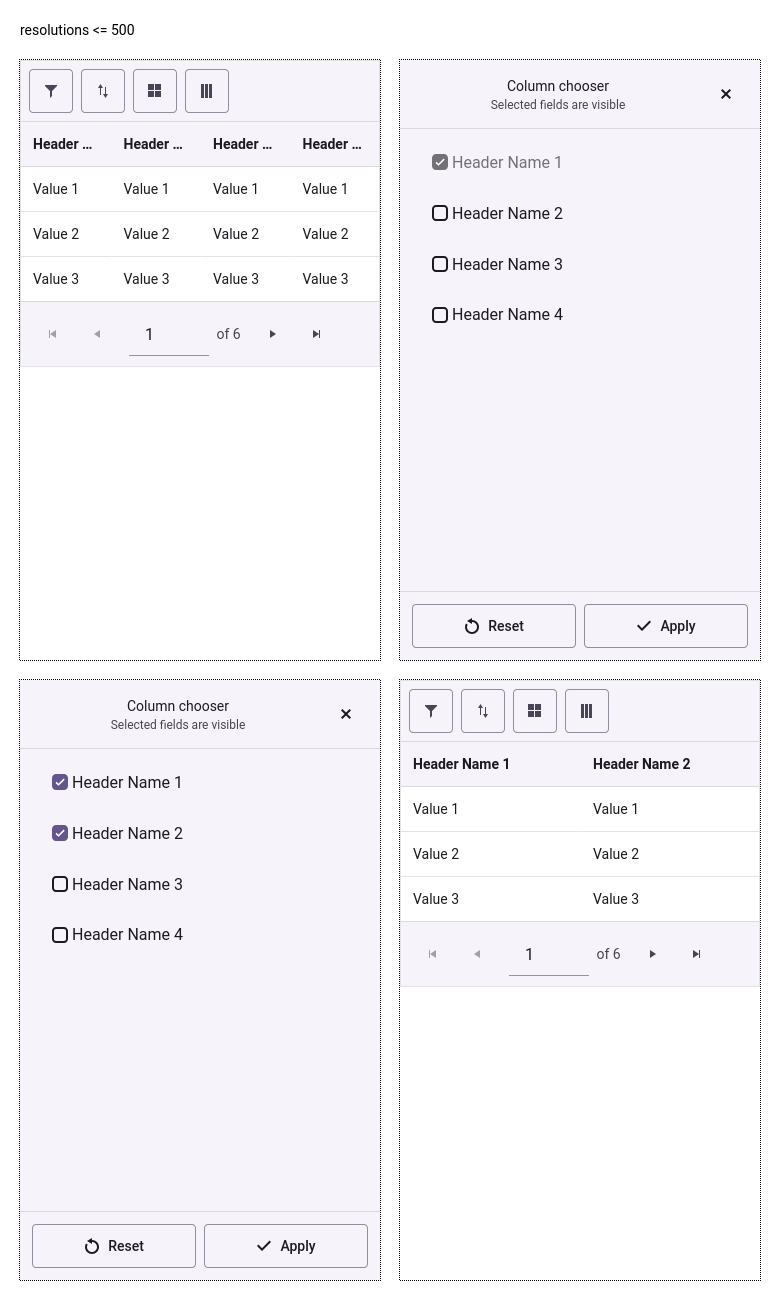 resolutions <= 500
Header ... Header ... Header ... Header ...
Value 1 Value 1 Value 1 Value 1
Value 2 Value 2 Value 2 Value 2
Value 3 Value 3 Value 3 Value 3
1 of 6
Column chooser
Selected fields are visible
Header Name 1
Header Name 2
Header Name 3
Header Name 4
Reset Apply
Column chooser
Selected fields are visible
Header Name 1
Header Name 2
Header Name 3
Header Name 4
Reset Apply
Header Name 1 Header Name 2
Value 1 Value 1
Value 2 Value 2
Value 3 Value 3
1 of 6